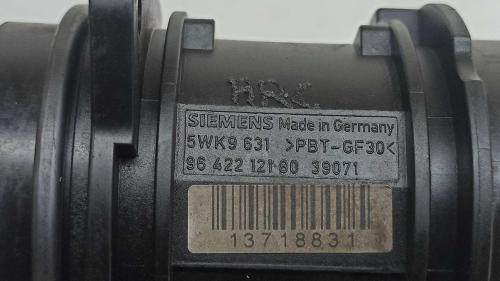 H.R.C.
SIEMENS Made in Germany
5WK9 631 >PBT-GF30<
96 422 121 80 39071
13718831